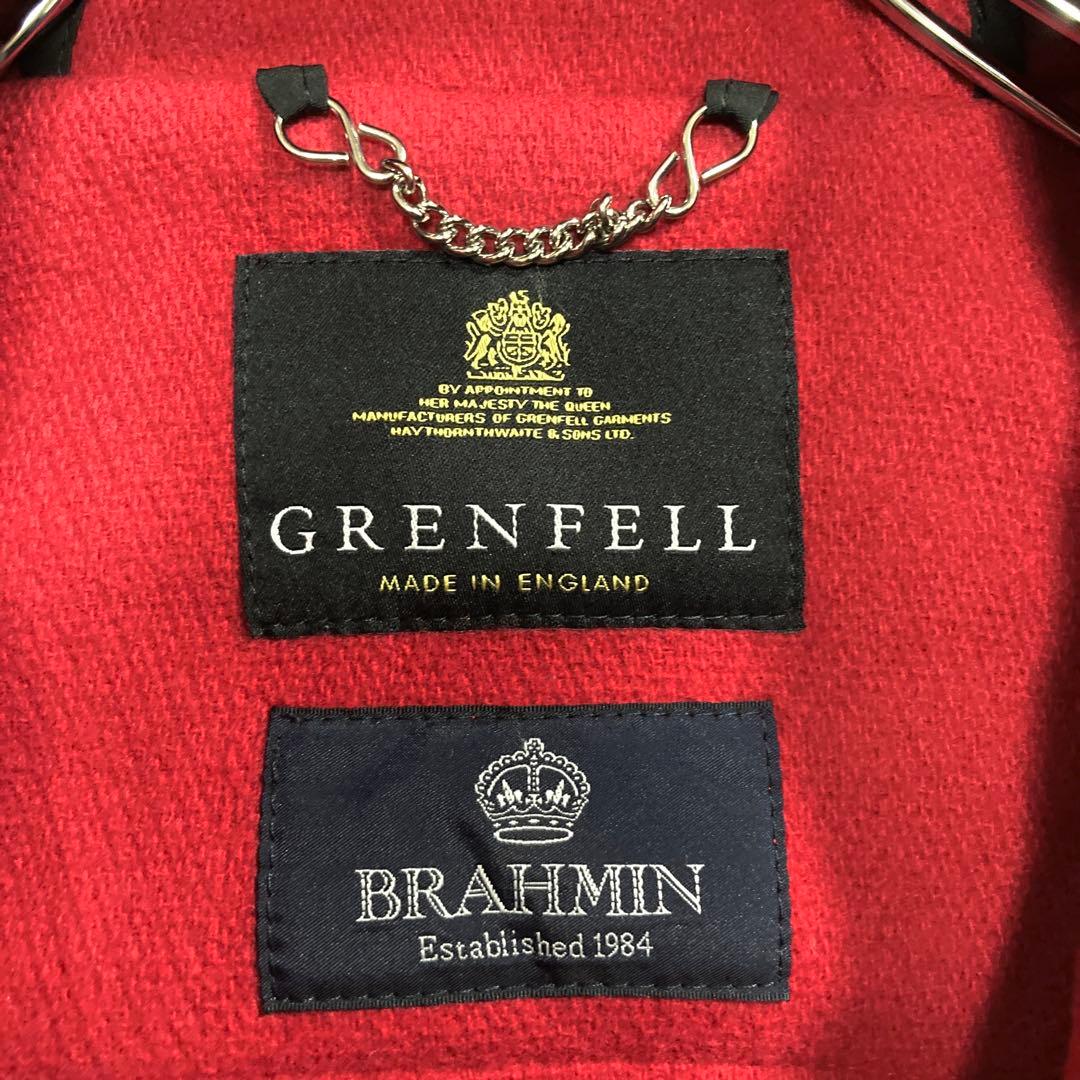 BY APPOINTMENT TO
HER MAJESTY THE QUEEN
MANUFACTURERS OF GRENFELL GARMENTS
HAYTHORNTHWAITE & SONS LTD.
GRENFELL
MADE IN ENGLAND
BRAHMIN
Established 1984